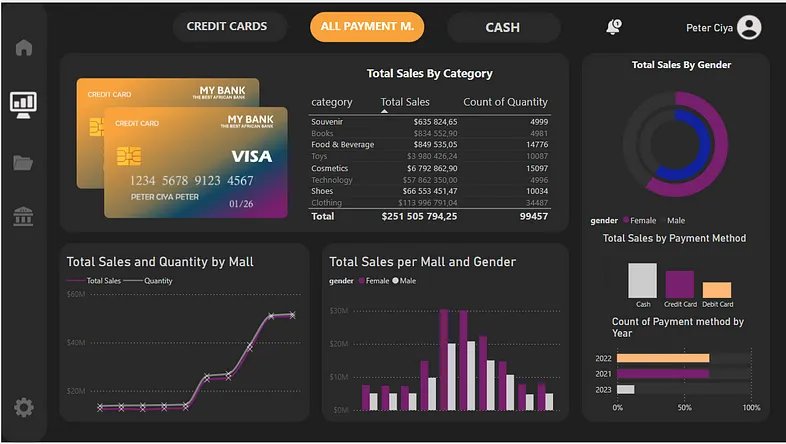 CREDIT CARDS
ALL PAYMENT M.
CASH
1
Peter Ciya
CREDIT CARD
MY BANK
THE BEST AFRICAN BANK
CREDIT CARD
MY BANK
THE BEST AFRICAN BANK
VISA
1234 5678 9123 4567
PETER CIYA PETER
01/26
Total Sales By Category
category Total Sales Count of Quantity
Souvenir $635 824,65 4999
Books $834 552,90 4981
Food & Beverage $849 535,05 14776
Toys $3 980 426,24 10087
Cosmetics $6 792 862,90 15097
Technology $57 862 350,00 4996
Shoes $66 553 451,47 10034
Clothing $113 996 791,04 34487
Total $251 505 794,25 99457
Total Sales By Gender
gender Female Male
Total Sales by Payment Method
Cash Credit Card Debit Card
Count of Payment method by
Year
2022
2021
2023
0% 50% 100%
Total Sales and Quantity by Mall
Total Sales Quantity
$60M
$40M
$20M
Total Sales per Mall and Gender
gender Female Male
$30M
$20M
$10M
$0M